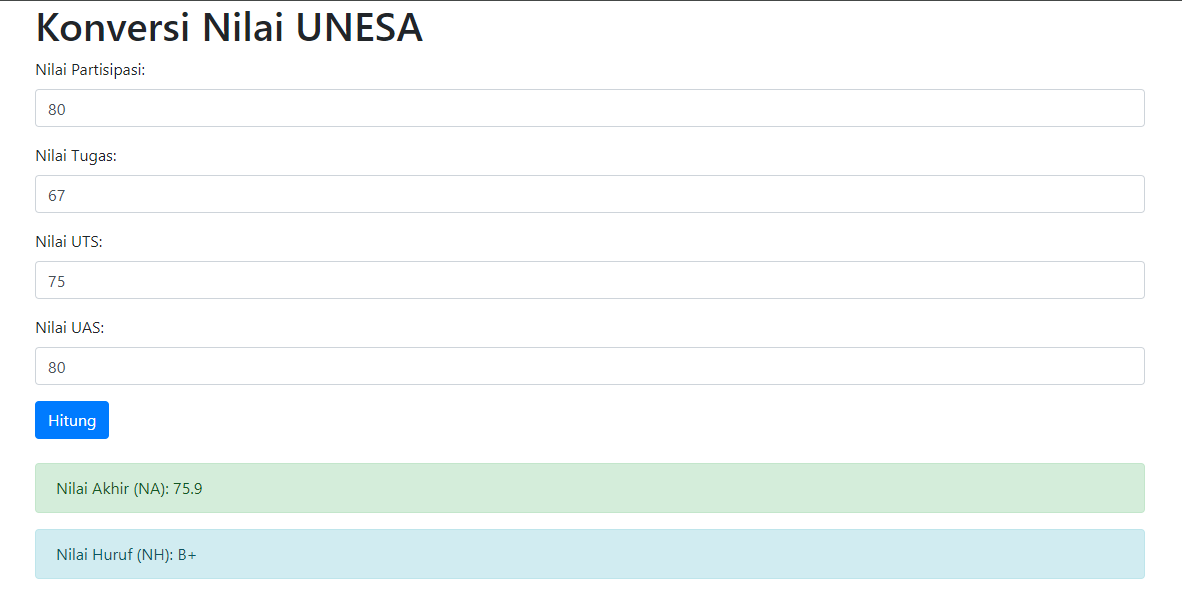 Konversi Nilai UNESA
Nilai Partisipasi:
80
Nilai Tugas:
67
Nilai UTS:
75
Nilai UAS:
80
Hitung
Nilai Akhir (NA): 75.9
Nilai Huruf (NH): B+